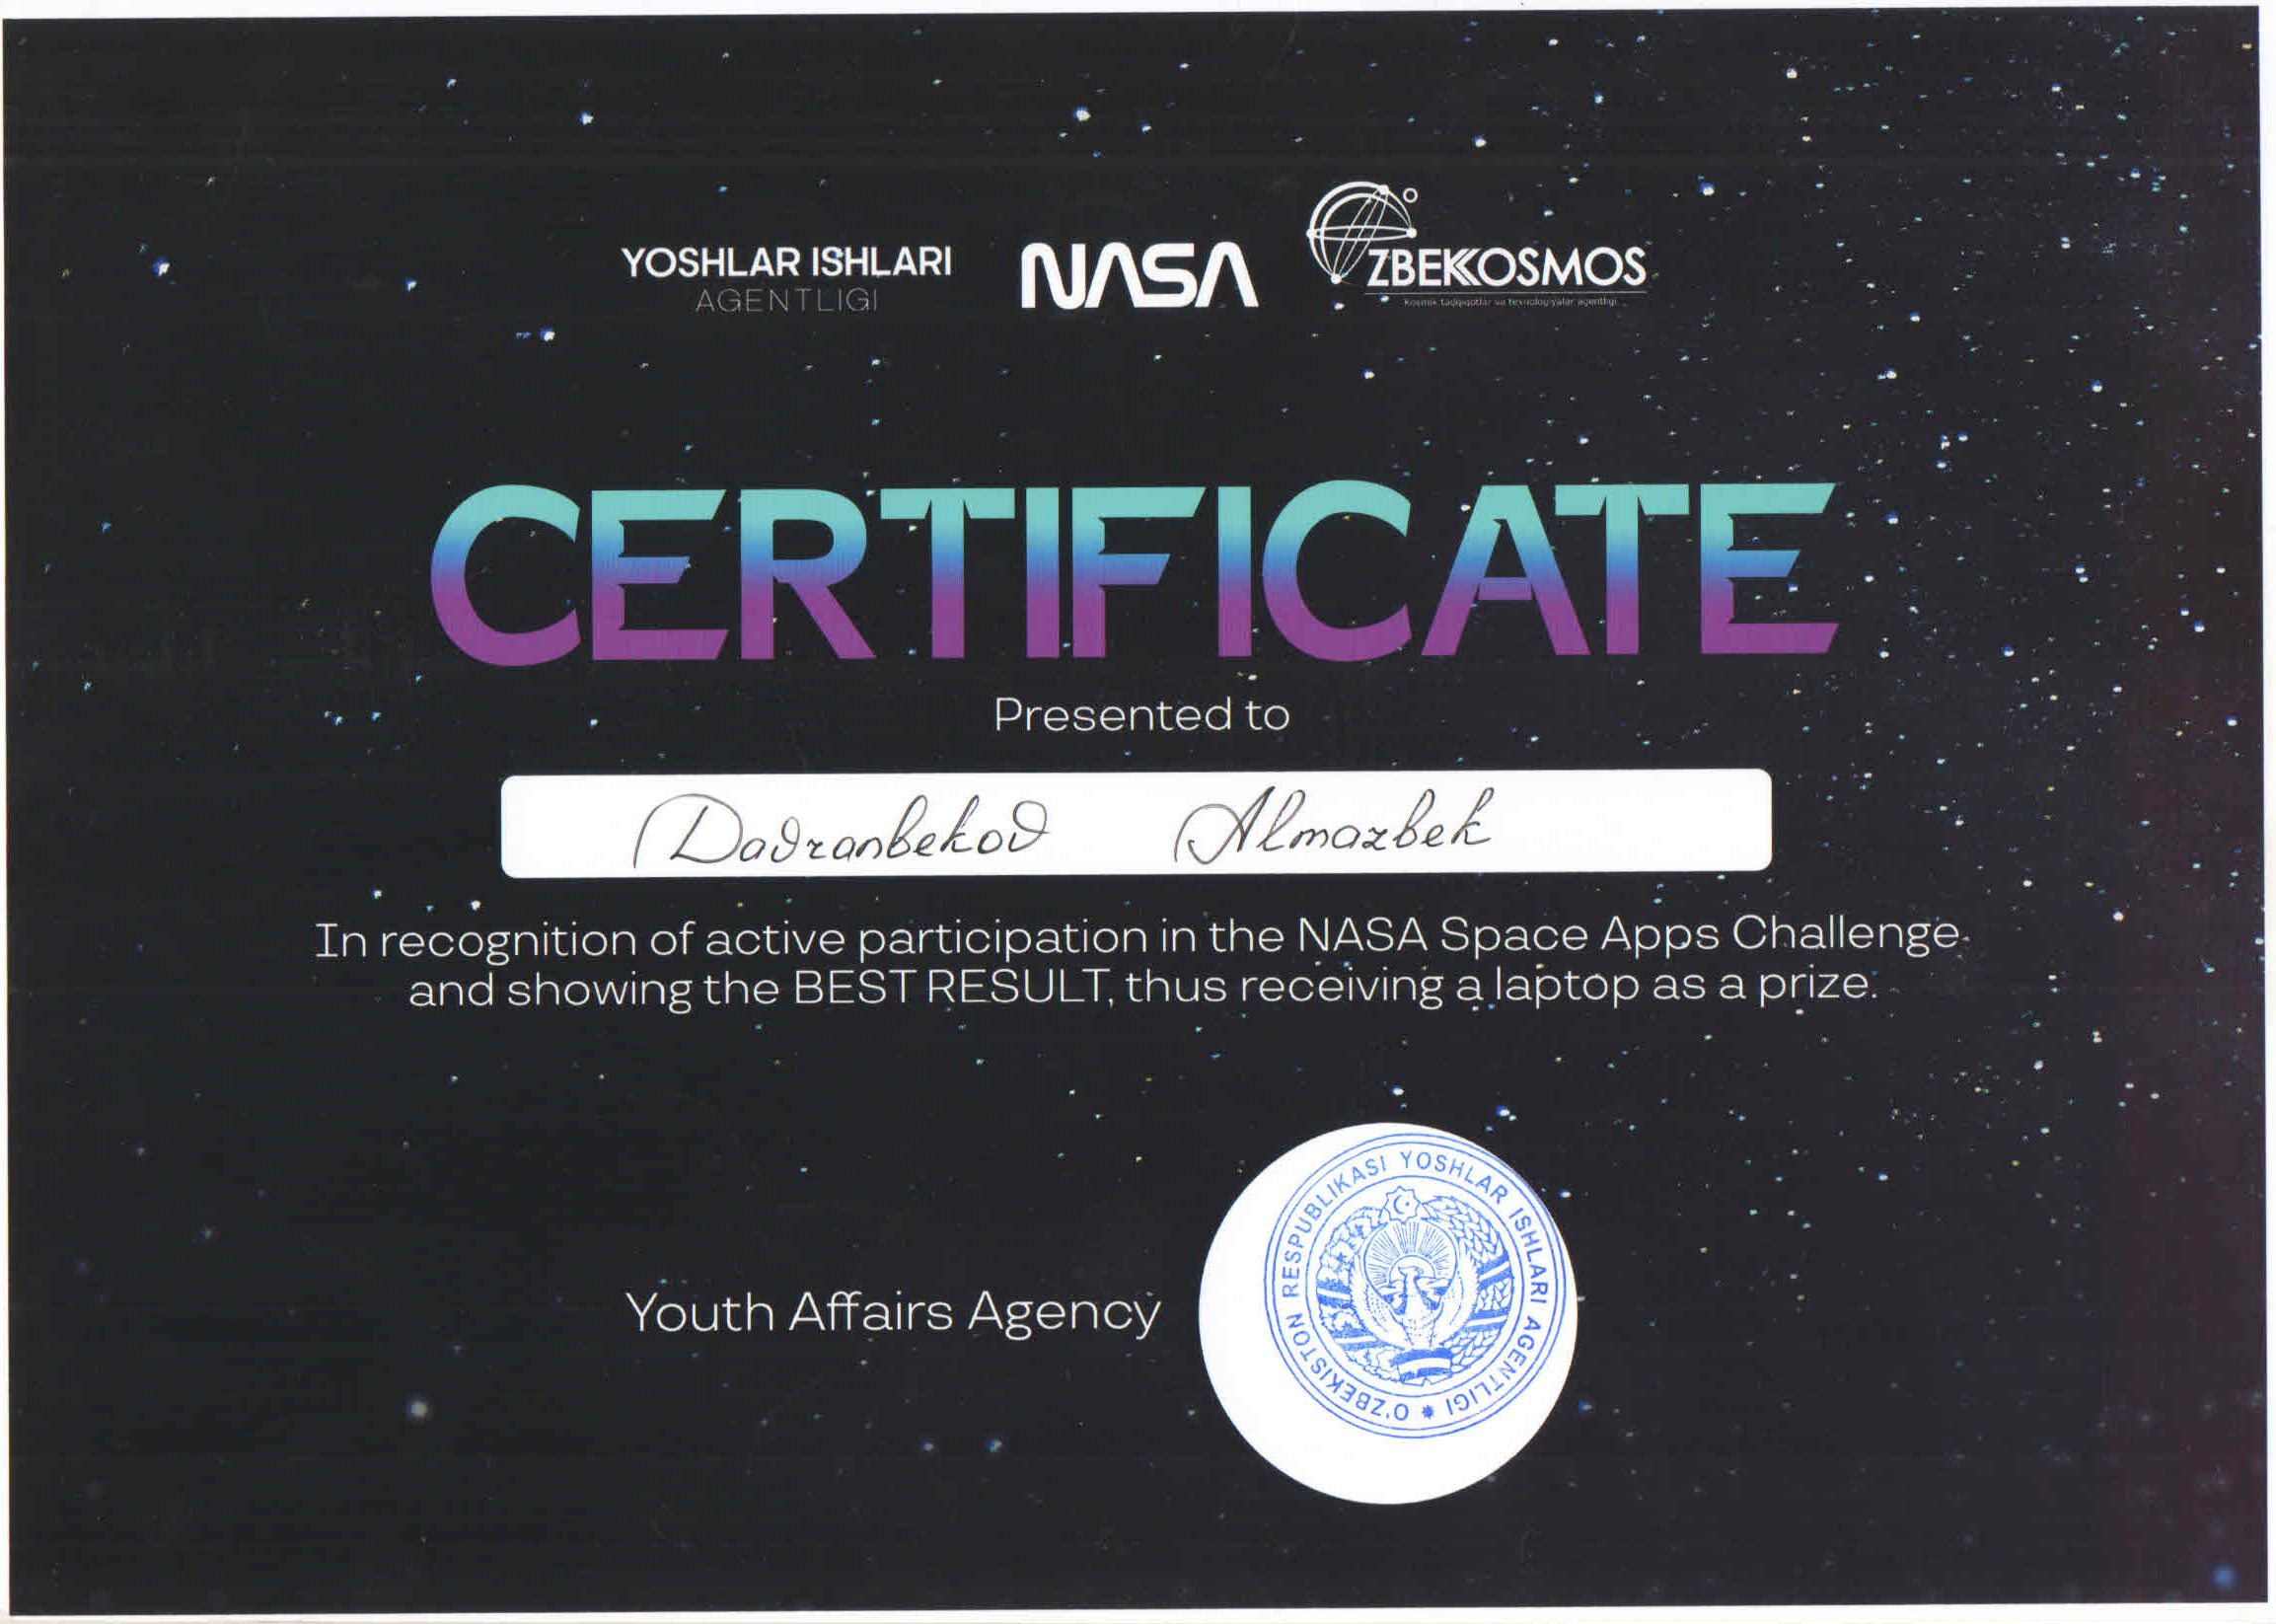 YOSHLAR ISHLARI
AGENTLIGI
NASA
ZBEKKOSMOS
Kosmik tadqiqotlar va texnologiyalar agentligi
CERTIFICATE
Presented to
Davranbekov Almazbek
In recognition of active participation in the NASA Space Apps Challenge
and showing the BEST RESULT, thus receiving a laptop as a prize.
Youth Affairs Agency
O'ZBEKISTON RESPUBLIKASI YOSHLAR ISHLARI AGENTLIGI